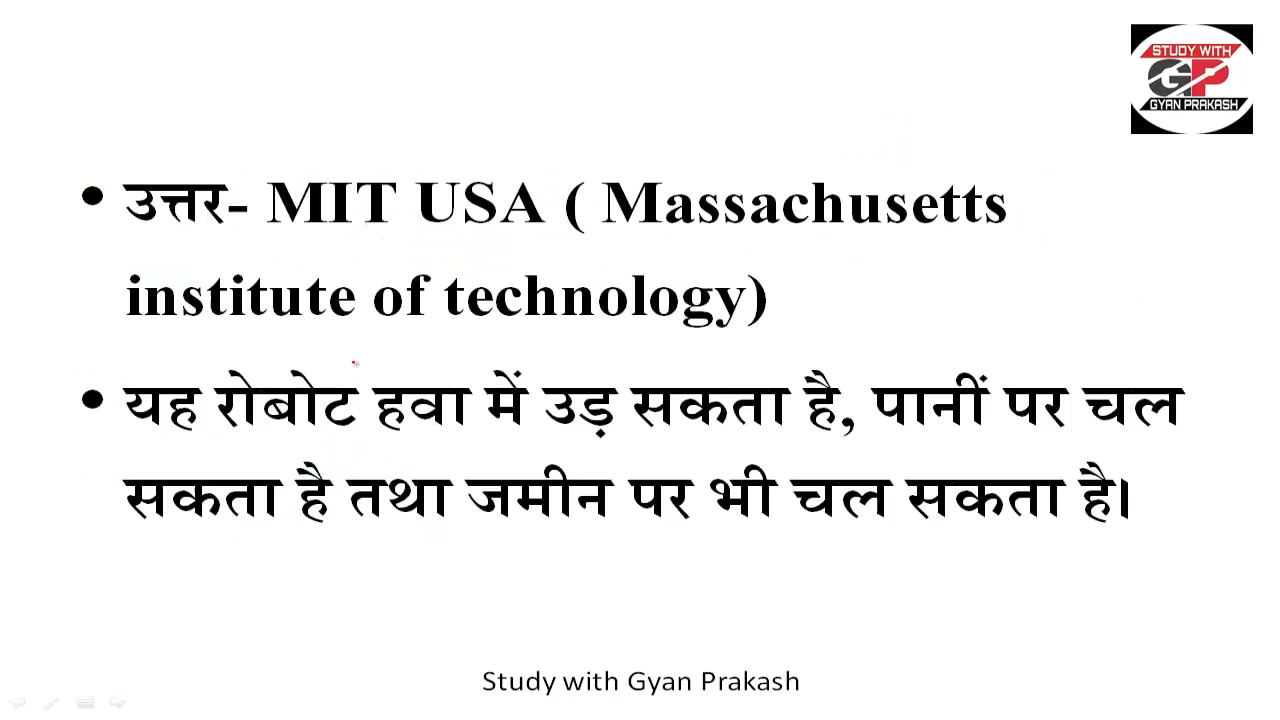 STUDY WITH
GP
GYAN PRAKASH
• उत्तर- MIT USA ( Massachusetts
institute of technology)
• यह रोबोट हवा में उड़ सकता है, पानीं पर चल
सकता है तथा जमीन पर भी चल सकता है।
Study with Gyan Prakash